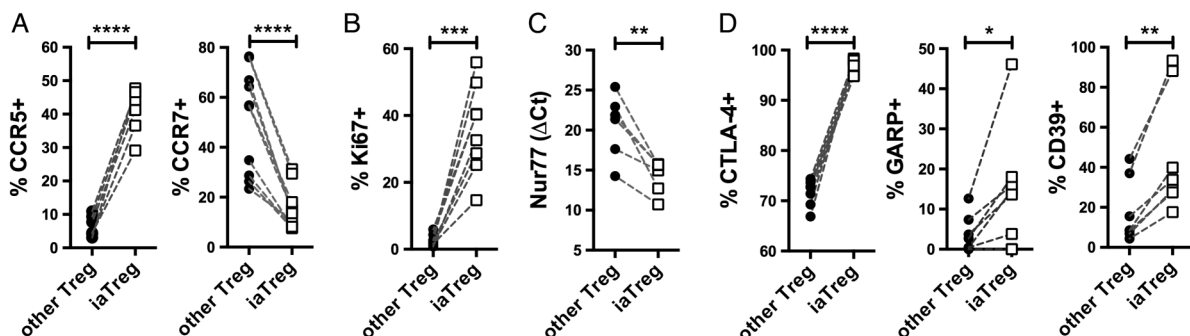 A
****
% CCR5+
60
50
40
30
20
10
0
other Treg
iaTreg
****
% CCR7+
80
60
40
20
0
other Treg
iaTreg
B
***
% Ki67+
60
40
20
0
other Treg
iaTreg
C
**
Nur77 (ΔCt)
30
25
20
15
10
5
other Treg
iaTreg
D
****
% CTLA-4+
100
90
80
70
60
other Treg
iaTreg
*
% GARP+
50
40
30
20
10
0
other Treg
iaTreg
**
% CD39+
100
80
60
40
20
0
other Treg
iaTreg